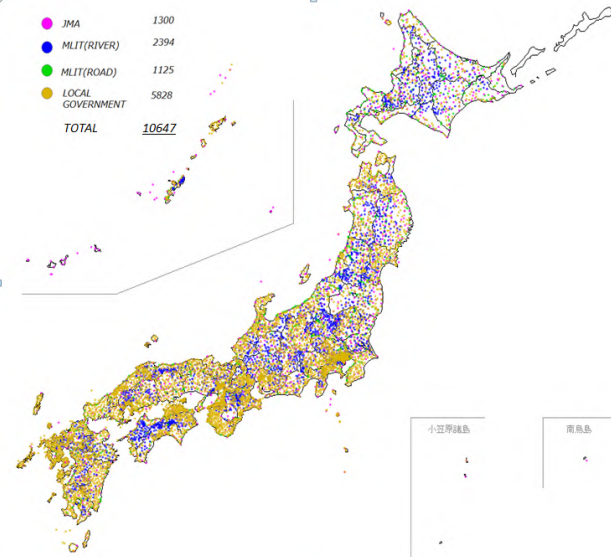 JMA 1300
MLIT(RIVER) 2394
MLIT(ROAD) 1125
LOCAL
GOVERNMENT 5828
TOTAL 10647
小笠原諸島
南鳥島